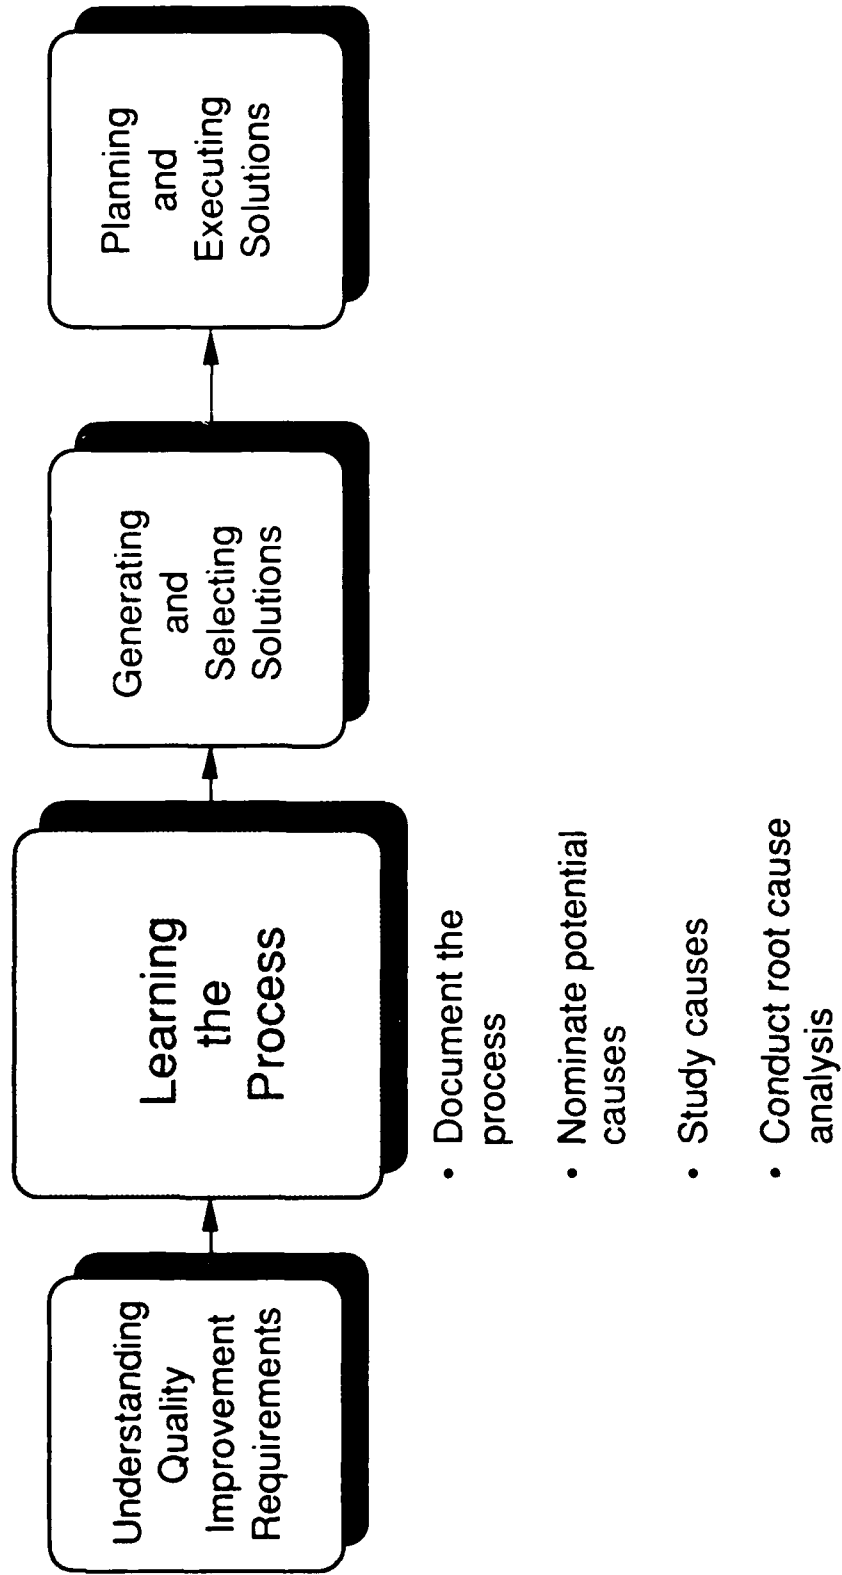 Understanding
Quality
Improvement
Requirements
Learning
the
Process
Generating
and
Selecting
Solutions
Planning
and
Executing
Solutions
• Document the
process
• Nominate potential
causes
• Study causes
• Conduct root cause
analysis